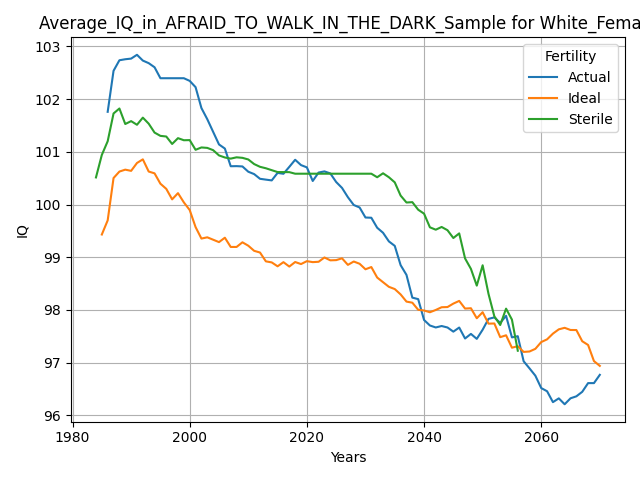 Average_IQ_in_AFRAID_TO_WALK_IN_THE_DARK_Sample for White_Fema
103
102
101
100
99
98
97
96
IQ
Fertility
Actual
Ideal
Sterile
1980
2000
2020
2040
2060
Years